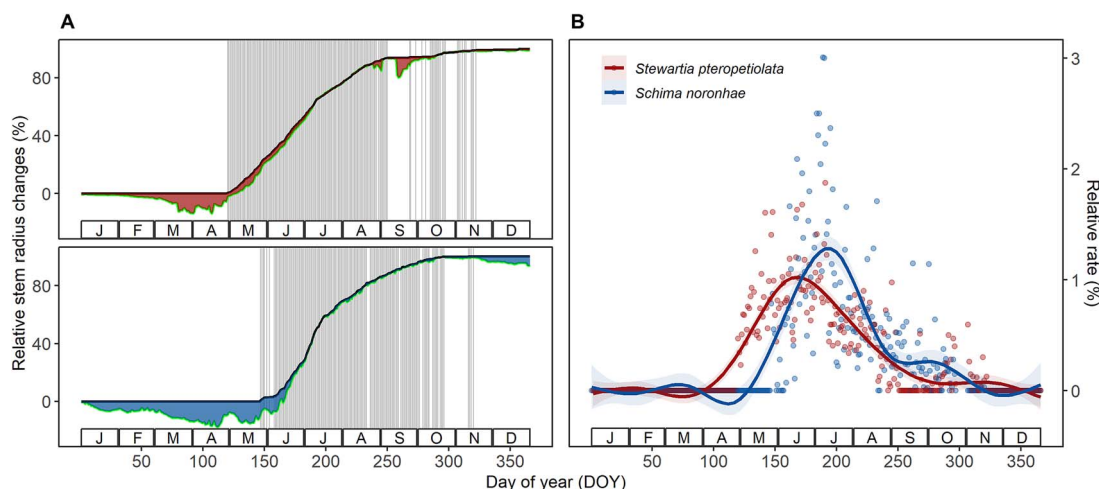 A
B
Relative stem radius changes (%)
80
40
0
J F M A M J J A S O N D
80
40
0
J F M A M J J A S O N D
50 100 150 200 250 300 350
Stewartia pteropetiolata
Schima noronhae
3
2
1
0
Relative rate (%)
J F M A M J J A S O N D
50 100 150 200 250 300 350
Day of year (DOY)